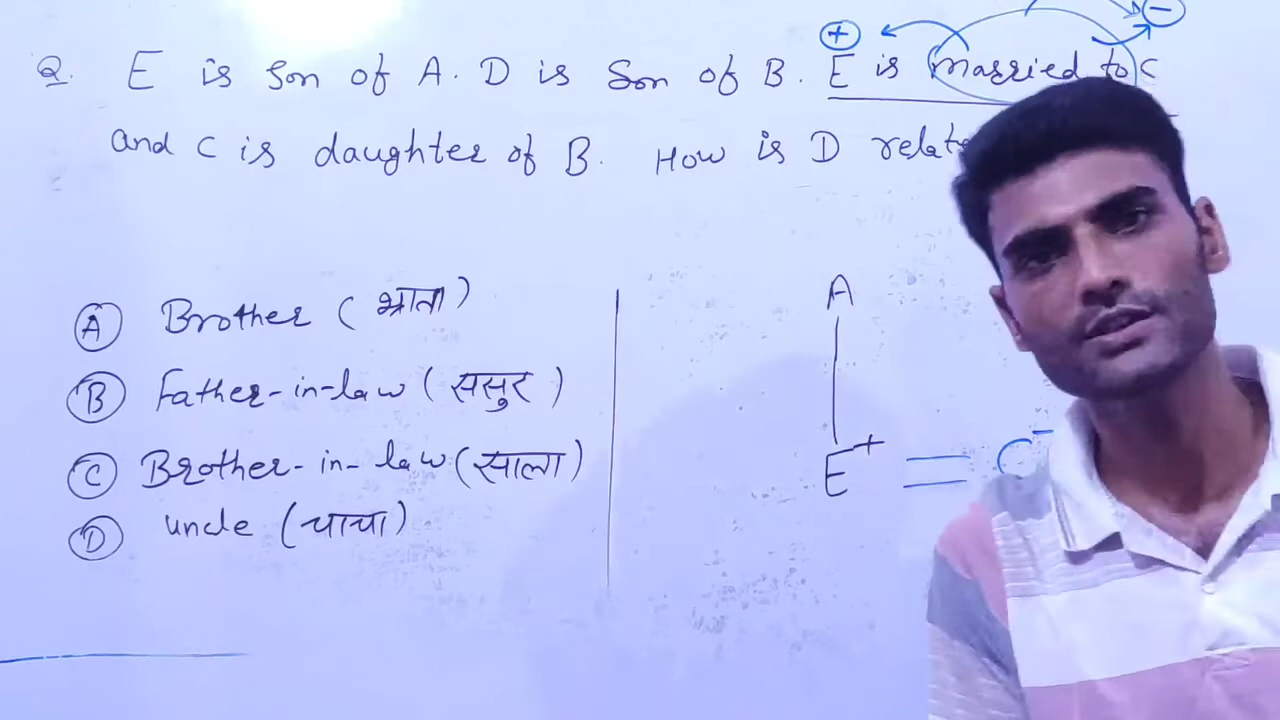 Q. E is Son of A. D is Son of B. E is married to C
and C is daughter of B. How is D
A Brother (भ्राता)
B Father-in-law (ससुर)
C Brother-in-law (साला)
D uncle (चाचा)
+
−
A
E+ = C−